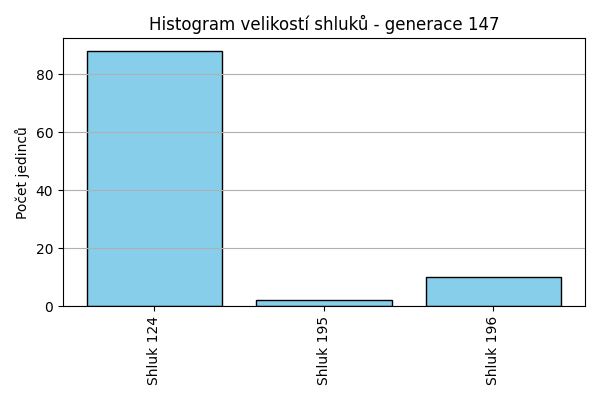 Histogram velikostí shluků - generace 147
Počet jedinců
80
60
40
20
0
Shluk 124
Shluk 195
Shluk 196